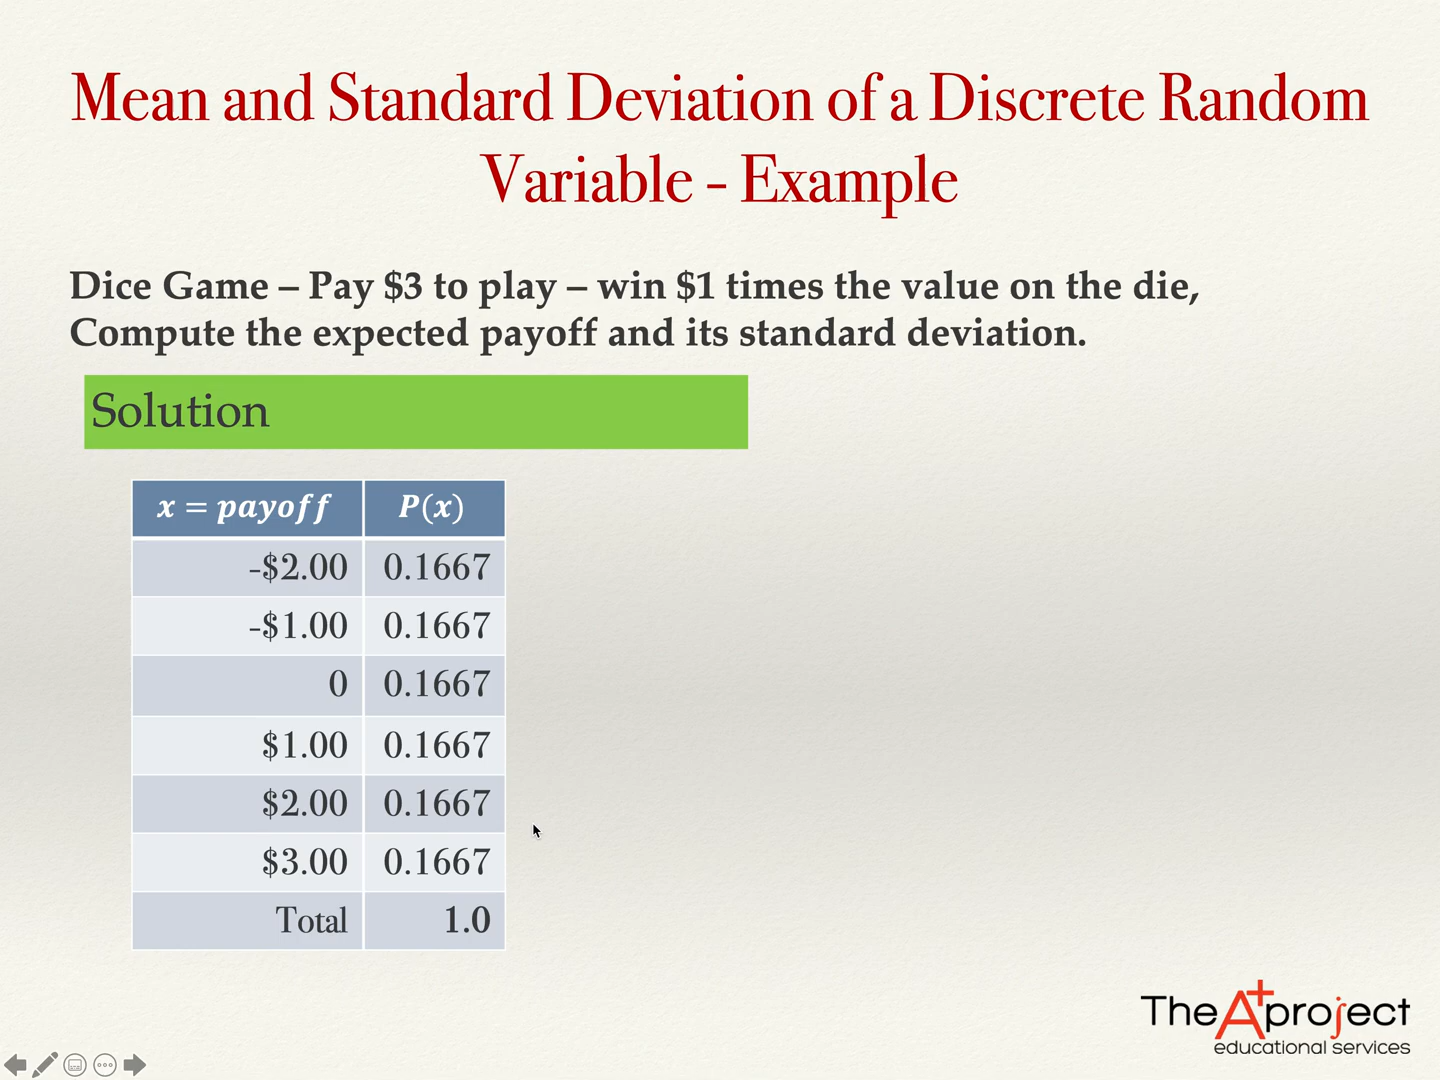 Mean and Standard Deviation of a Discrete Random
Variable - Example
Dice Game – Pay $3 to play – win $1 times the value on the die,
Compute the expected payoff and its standard deviation.
Solution
x = payoff P(x)
-$2.00 0.1667
-$1.00 0.1667
0 0.1667
$1.00 0.1667
$2.00 0.1667
$3.00 0.1667
Total 1.0
The A+ project
educational services